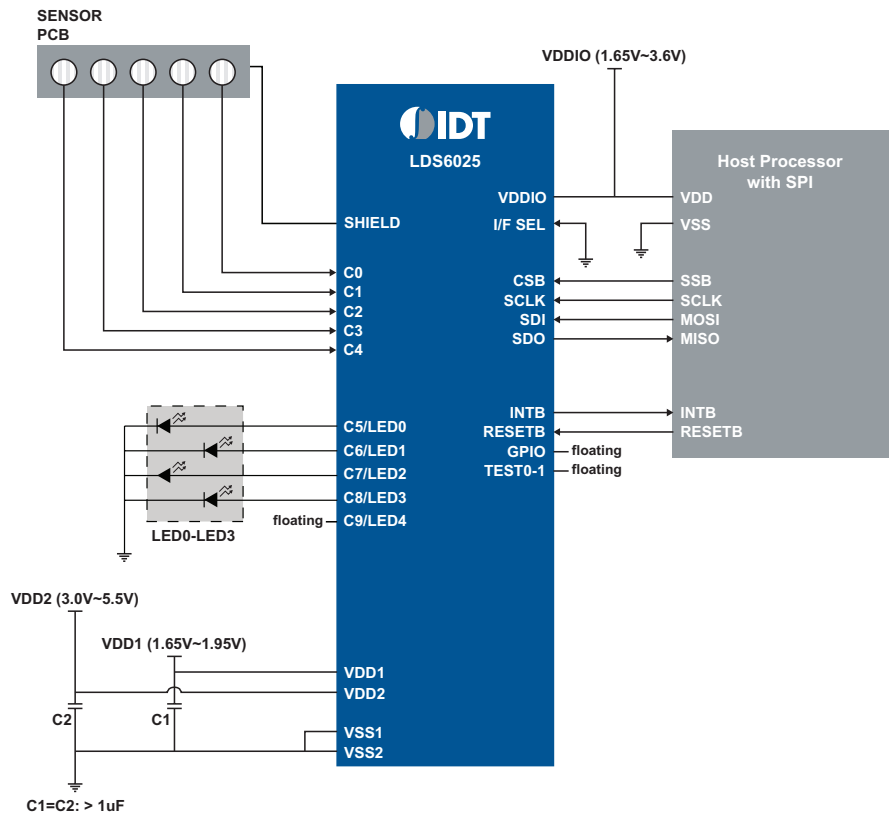 SENSOR
PCB
VDDIO (1.65V~3.6V)
IDT
LDS6025
Host Processor
with SPI
VDDIO
VDD
SHIELD
I/F SEL
VSS
C0
C1
C2
C3
C4
CSB
SSB
SCLK
SCLK
SDI
MOSI
SDO
MISO
C5/LED0
C6/LED1
C7/LED2
C8/LED3
floating
C9/LED4
LED0-LED3
INTB
INTB
RESETB
RESETB
GPIO
floating
TEST0-1
floating
VDD2 (3.0V~5.5V)
VDD1 (1.65V~1.95V)
VDD1
VDD2
C2
C1
VSS1
VSS2
C1=C2: > 1uF